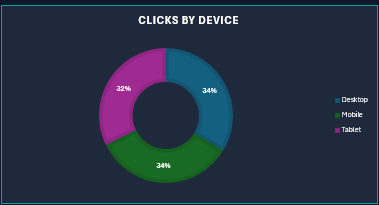 CLICKS BY DEVICE
32%
34%
34%
Desktop
Mobile
Tablet